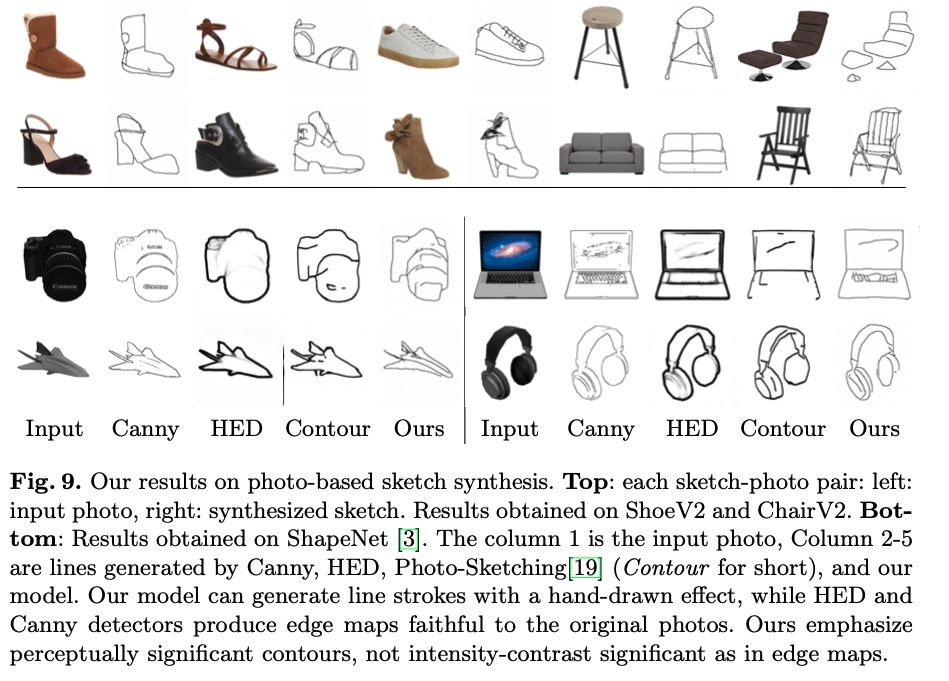 Canon
Canon
Input Canny HED Contour Ours Input Canny HED Contour Ours
Fig. 9. Our results on photo-based sketch synthesis. Top: each sketch-photo pair: left:
input photo, right: synthesized sketch. Results obtained on ShoeV2 and ChairV2. Bot-
tom: Results obtained on ShapeNet [3]. The column 1 is the input photo, Column 2-5
are lines generated by Canny, HED, Photo-Sketching[19] (Contour for short), and our
model. Our model can generate line strokes with a hand-drawn effect, while HED and
Canny detectors produce edge maps faithful to the original photos. Ours emphasize
perceptually significant contours, not intensity-contrast significant as in edge maps.